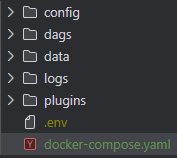 config
dags
data
logs
plugins
.env
docker-compose.yaml